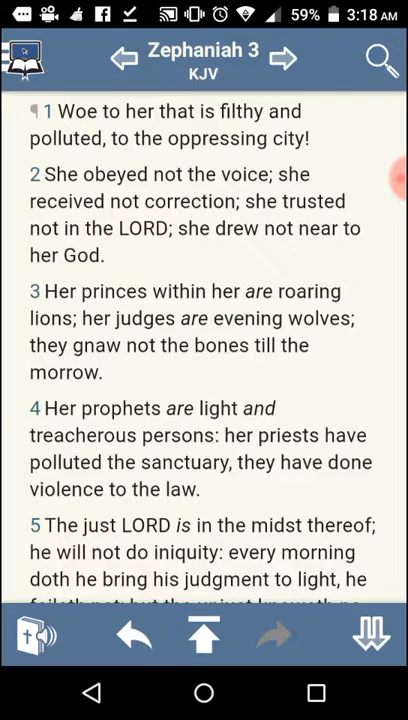 59% 3:18 AM
Zephaniah 3
KJV
¶ 1 Woe to her that is filthy and
polluted, to the oppressing city!
2 She obeyed not the voice; she
received not correction; she trusted
not in the LORD; she drew not near to
her God.
3 Her princes within her are roaring
lions; her judges are evening wolves;
they gnaw not the bones till the
morrow.
4 Her prophets are light and
treacherous persons: her priests have
polluted the sanctuary, they have done
violence to the law.
5 The just LORD is in the midst thereof;
he will not do iniquity: every morning
doth he bring his judgment to light, he